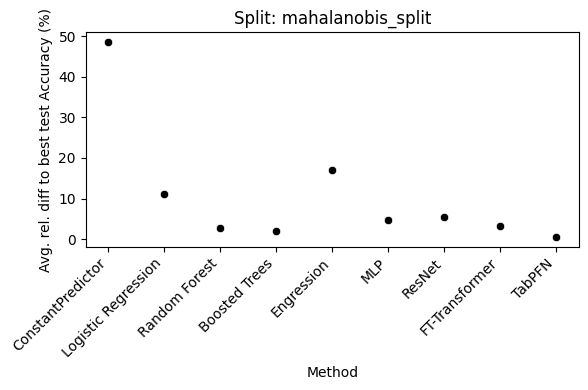 Split: mahalanobis_split
Avg. rel. diff to best test Accuracy (%)
50
40
30
20
10
0
ConstantPredictor
Logistic Regression
Random Forest
Boosted Trees
Engression
MLP
ResNet
FT-Transformer
TabPFN
Method